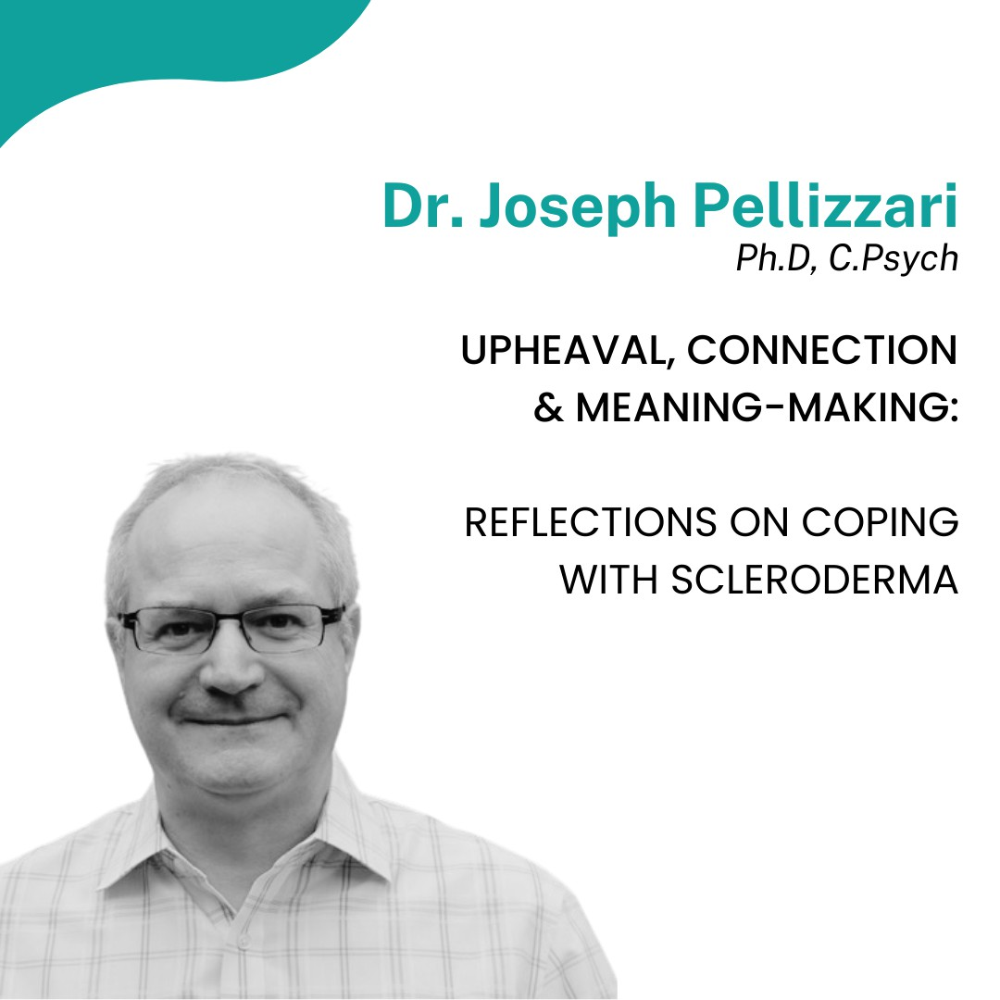 Dr. Joseph Pellizzari
Ph.D, C.Psych
UPHEAVAL, CONNECTION
& MEANING-MAKING:
REFLECTIONS ON COPING
WITH SCLERODERMA